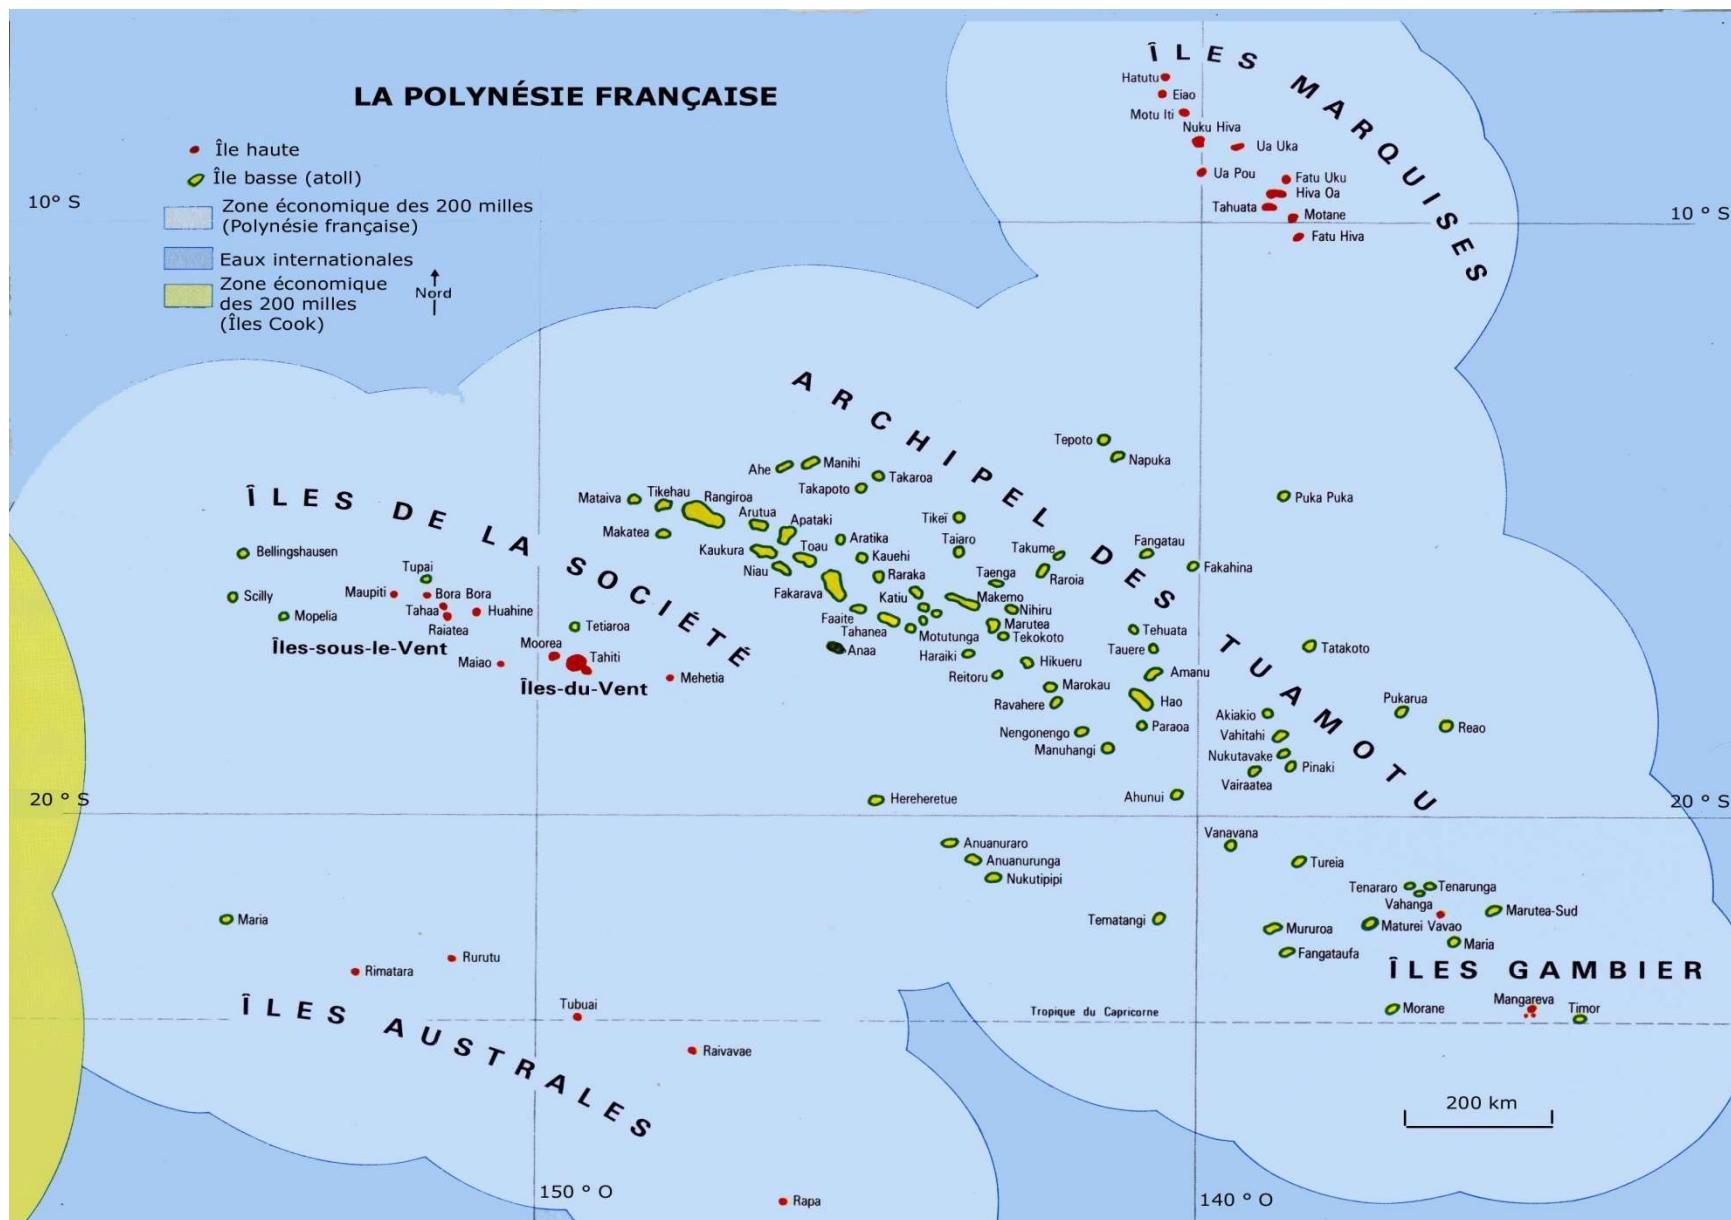 LA POLYNÉSIE FRANÇAISE
Île haute
Île basse (atoll)
Zone économique des 200 milles
(Polynésie française)
Eaux internationales
Zone économique
des 200 milles
(Îles Cook)
Nord
10° S
10 ° S
ÎLES MARQUISES
Hatutu
Eiao
Motu Iti
Nuku Hiva
Ua Uka
Ua Pou
Fatu Uku
Hiva Oa
Tahuata
Motane
Fatu Hiva
ARCHIPEL DES TUAMOTU
Tepoto
Napuka
Puka Puka
Ahe
Manihi
Takaroa
Takapoto
Mataiva
Tikehau
Rangiroa
Arutua
Apataki
Makatea
Kaukura
Toau
Niau
Aratika
Kauehi
Raraka
Fakarava
Katiu
Faaite
Tahanea
Anaa
Motutunga
Haraiki
Reitoru
Tikeï
Taiaro
Takume
Raroia
Taenga
Makemo
Nihiru
Marutea
Tekokoto
Hikueru
Marokau
Ravahere
Nengonengo
Manuhangi
Fangatau
Fakahina
Tehuata
Tauere
Amanu
Hao
Paraoa
Tatakoto
Pukarua
Reao
Akiakio
Vahitahi
Nukutavake
Pinaki
Vairaatea
Ahunui
Hereheretue
ÎLES DE LA SOCIÉTÉ
Bellingshausen
Scilly
Mopelia
Tupai
Maupiti
Bora Bora
Tahaa
Raiatea
Huahine
Îles-sous-le-Vent
Maiao
Moorea
Tetiaroa
Tahiti
Îles-du-Vent
Mehetia
20 ° S
20 ° S
Anuanuraro
Anuanurunga
Nukutipipi
Tematangi
Vanavana
Tureia
Tenararo
Tenarunga
Vahanga
Marutea-Sud
Maturei Vavao
Maria
Mururoa
Fangataufa
ÎLES GAMBIER
Morane
Mangareva
Timor
Tropique du Capricorne
Maria
Rimatara
Rurutu
Tubuai
Raivavae
Rapa
ÎLES AUSTRALES
200 km
150 ° O
140 ° O